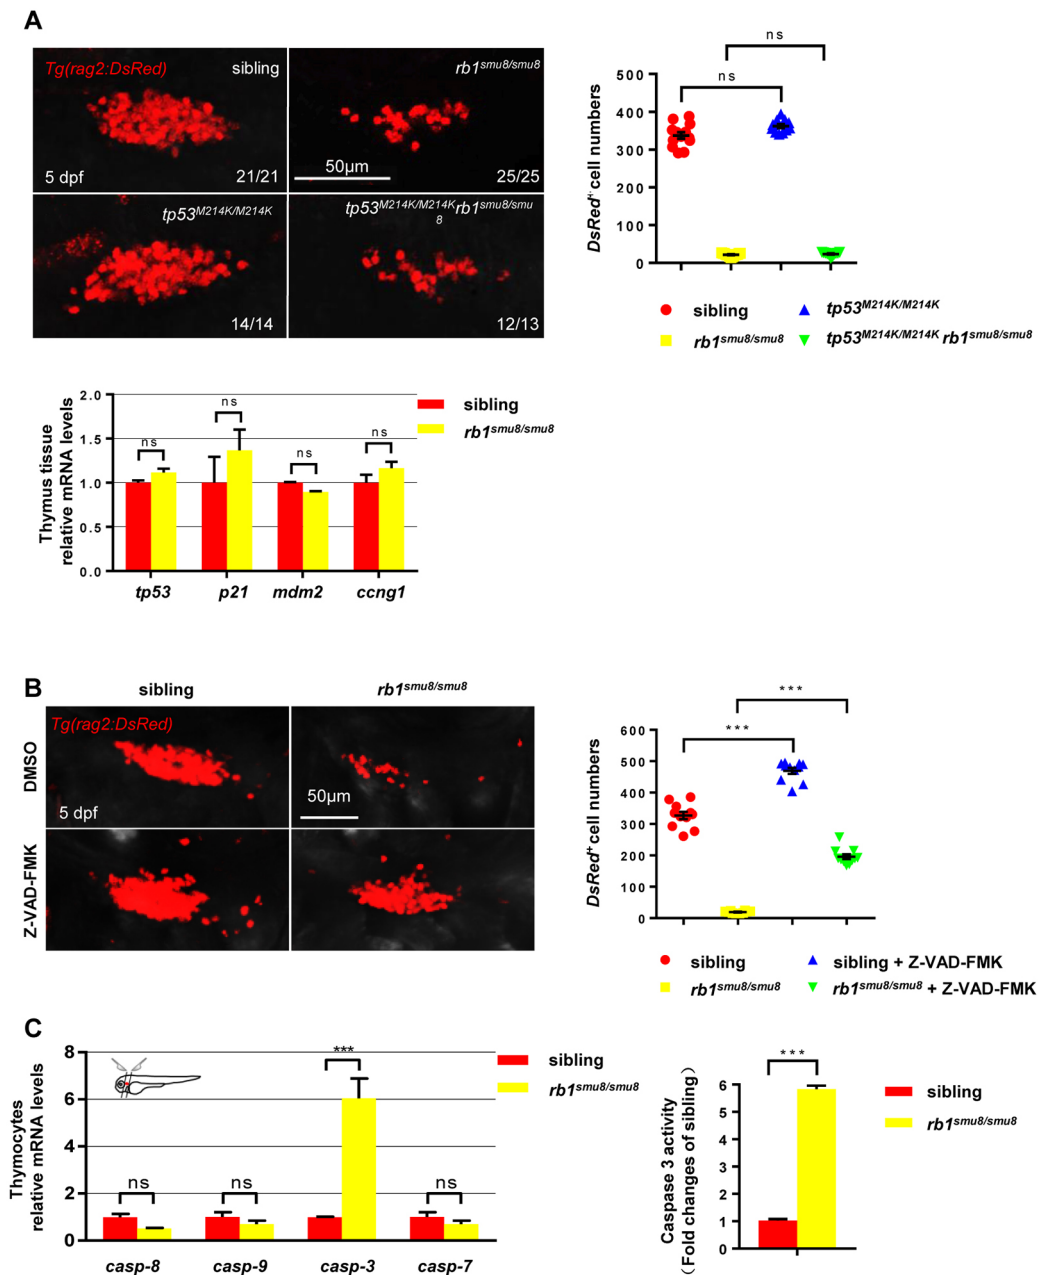 A
Tg(rag2:DsRed) sibling
rb1smu8/smu8
5 dpf
21/21
50μm
25/25
tp53M214K/M214K
tp53M214K/M214K rb1smu8/smu
8
14/14
12/13
ns
ns
500
400
300
200
100
0
DsRed+ cell numbers
sibling
tp53M214K/M214K
rb1smu8/smu8
tp53M214K/M214K rb1smu8/smu8
Thymus tissue
relative mRNA levels
2.0
1.5
1.0
0.5
0.0
ns
ns
ns
ns
tp53 p21 mdm2 ccng1
sibling
rb1smu8/smu8
B
sibling
rb1smu8/smu8
DMSO
Tg(rag2:DsRed)
5 dpf
50μm
Z-VAD-FMK
***
***
600
500
400
300
200
100
0
DsRed+ cell numbers
sibling
sibling + Z-VAD-FMK
rb1smu8/smu8
rb1smu8/smu8 + Z-VAD-FMK
C
Thymocytes
relative mRNA levels
8
6
4
2
0
ns
ns
***
ns
casp-8 casp-9 casp-3 casp-7
sibling
rb1smu8/smu8
Caspase 3 activity
(Fold changes of sibling)
***
6
5
6
4
3
2
1
0
sibling
rb1smu8/smu8